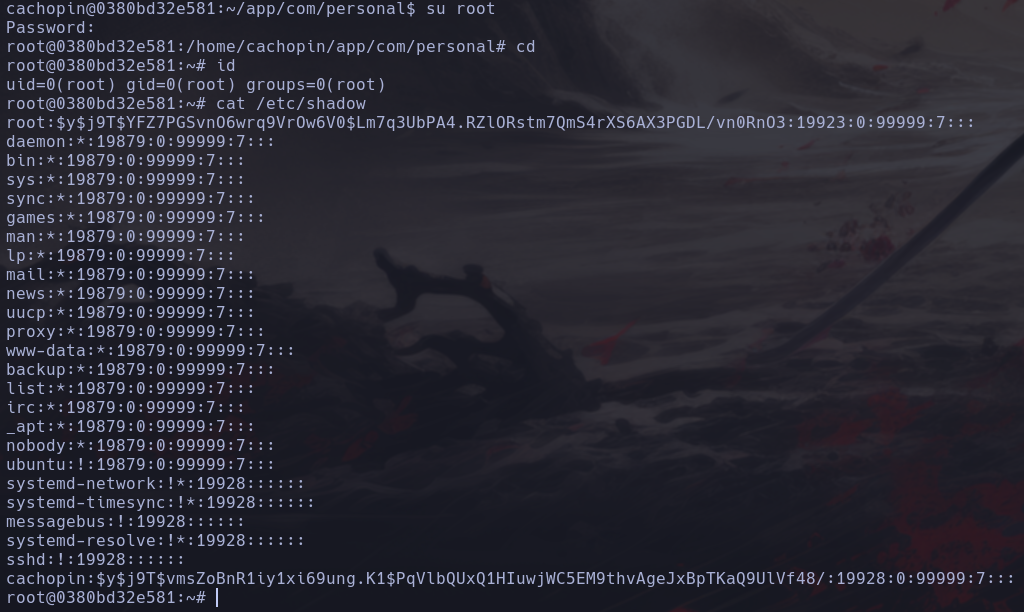 cachopin@0380bd32e581:~/app/com/personal$ su root
Password:
root@0380bd32e581:/home/cachopin/app/com/personal# cd
root@0380bd32e581:~# id
uid=0(root) gid=0(root) groups=0(root)
root@0380bd32e581:~# cat /etc/shadow
root:$y$j9T$YFZ7PGSvnO6wrq9VrOw6V0$Lm7q3UbPA4.RZlORstm7QmS4rXS6AX3PGDL/vn0RnO3:19923:0:99999:7:::
daemon:*:19879:0:99999:7:::
bin:*:19879:0:99999:7:::
sys:*:19879:0:99999:7:::
sync:*:19879:0:99999:7:::
games:*:19879:0:99999:7:::
man:*:19879:0:99999:7:::
lp:*:19879:0:99999:7:::
mail:*:19879:0:99999:7:::
news:*:19879:0:99999:7:::
uucp:*:19879:0:99999:7:::
proxy:*:19879:0:99999:7:::
www-data:*:19879:0:99999:7:::
backup:*:19879:0:99999:7:::
list:*:19879:0:99999:7:::
irc:*:19879:0:99999:7:::
_apt:*:19879:0:99999:7:::
nobody:*:19879:0:99999:7:::
ubuntu:!:19879:0:99999:7:::
systemd-network:!*:19928::::::
systemd-timesync:!*:19928::::::
messagebus:!:19928::::::
systemd-resolve:!*:19928::::::
sshd:!:19928::::::
cachopin:$y$j9T$vmsZoBnR1iy1xi69ung.K1$PqVlbQUxQ1HIuwjWC5EM9thvAgeJxBpTKaQ9UlVf48/:19928:0:99999:7:::
root@0380bd32e581:~#